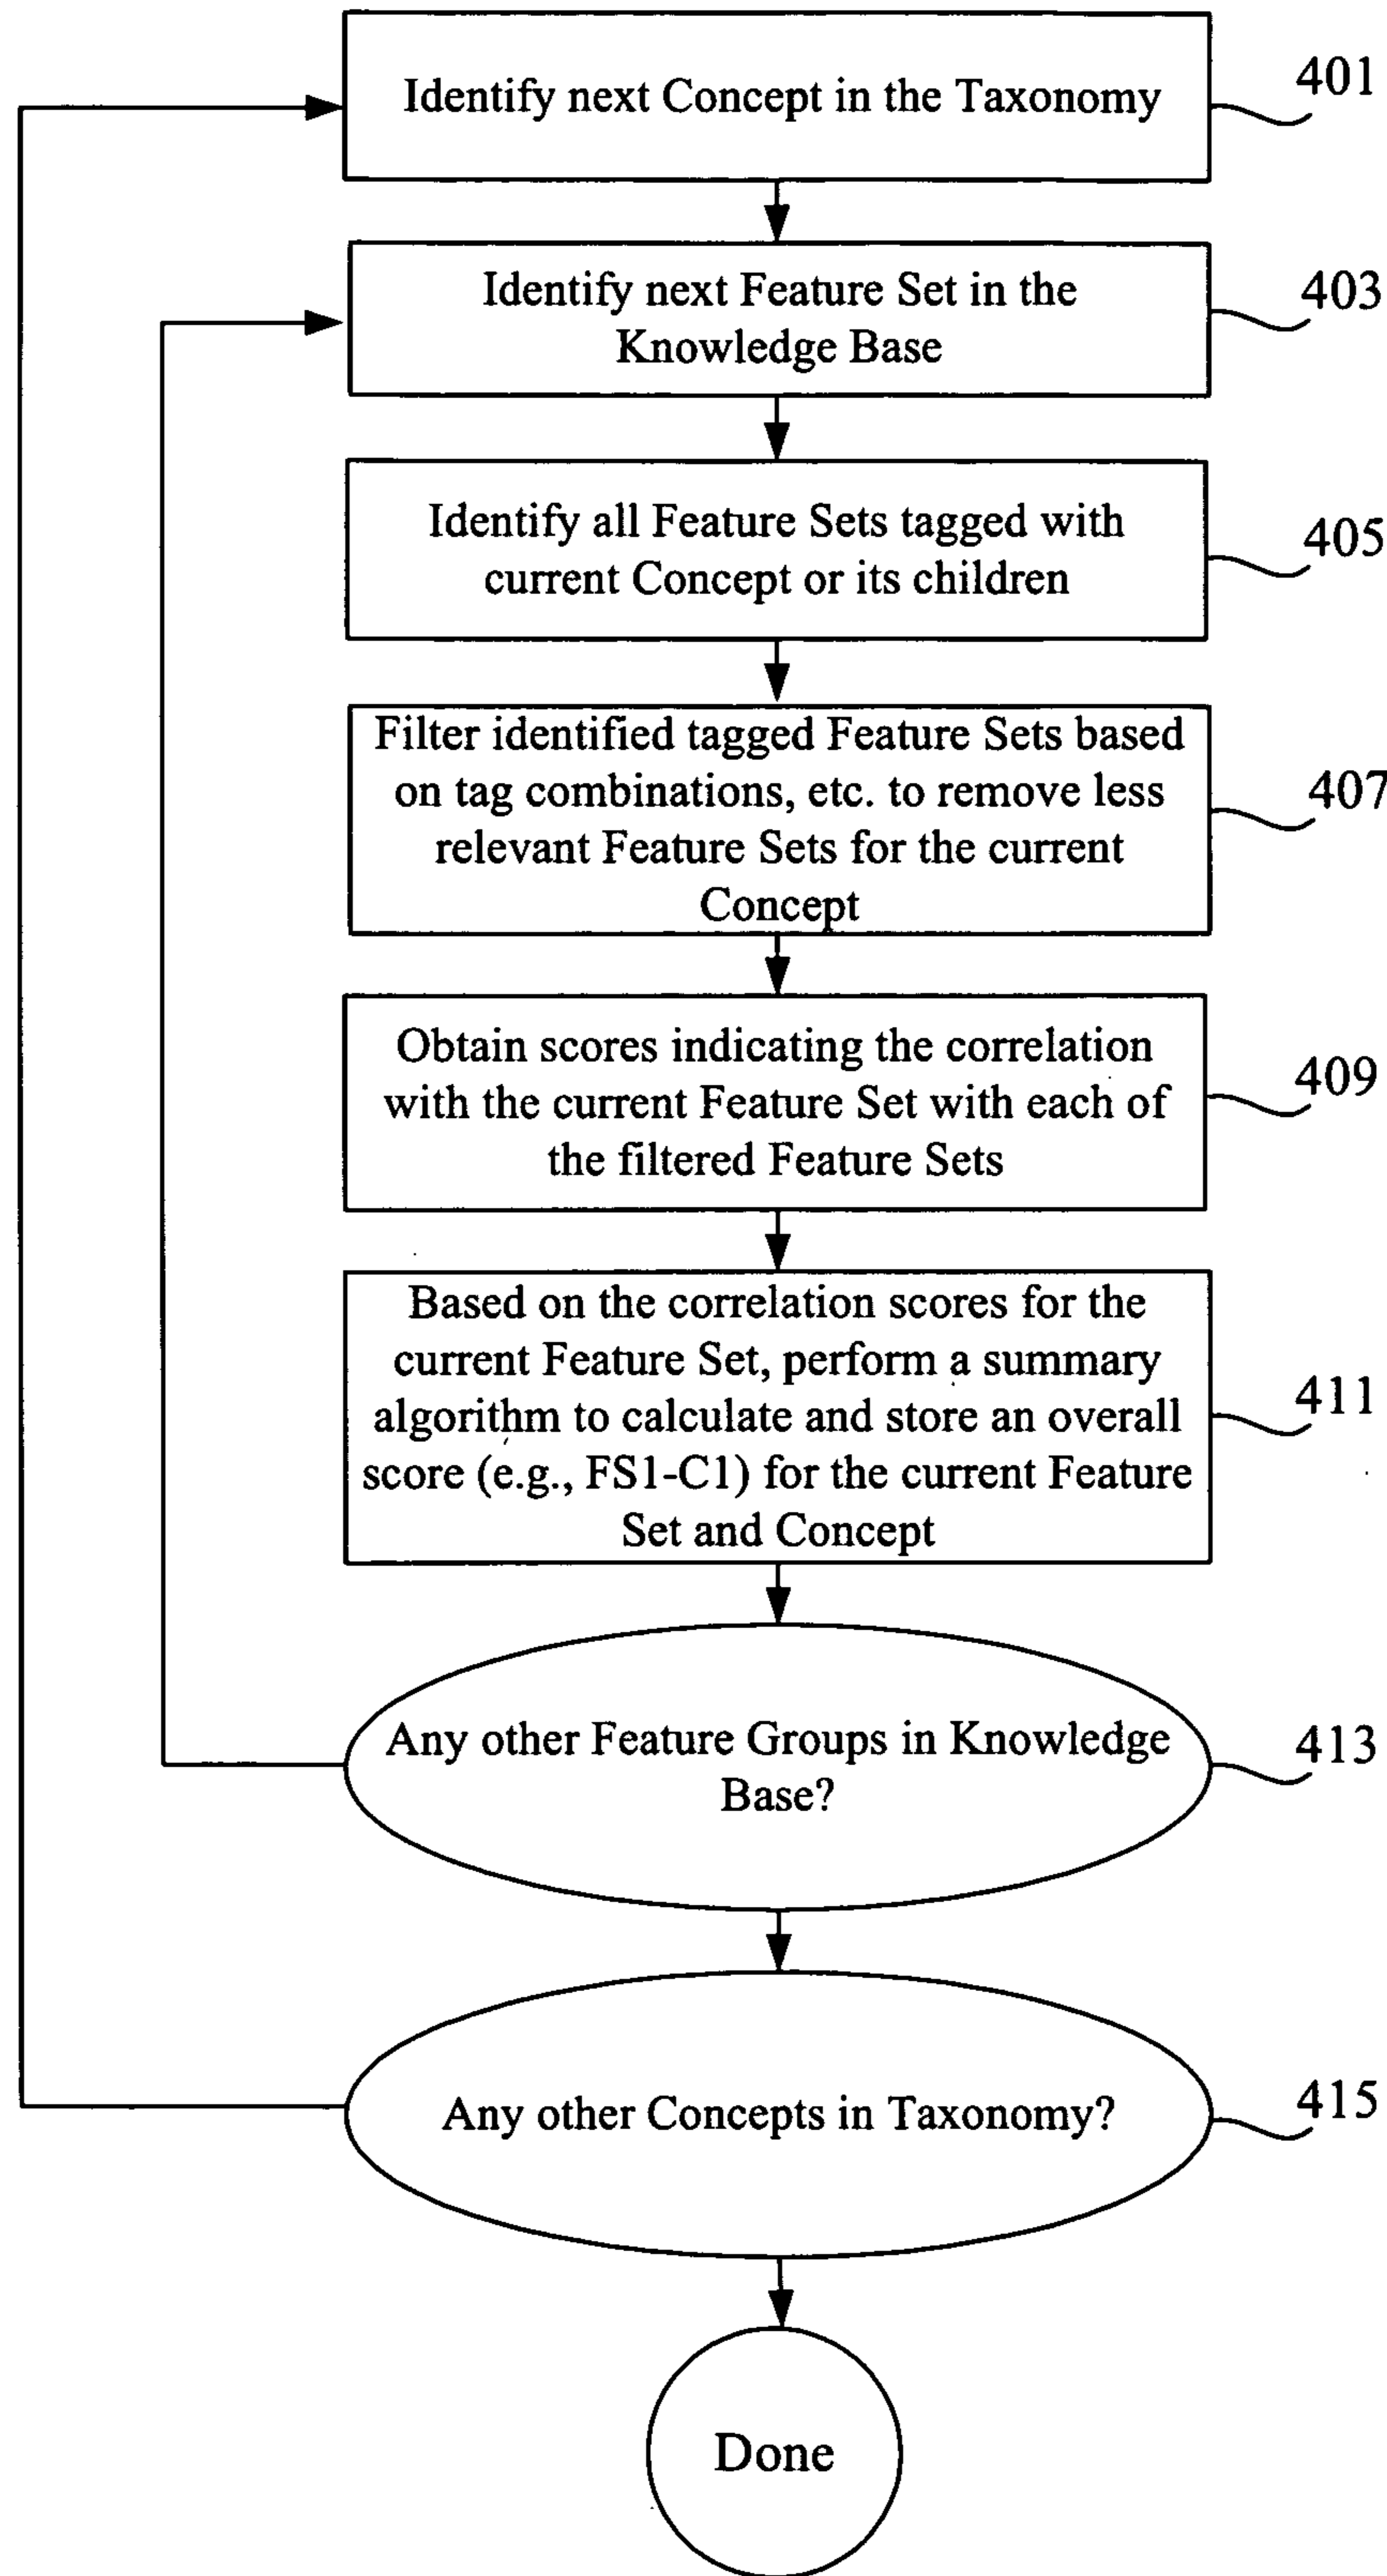 Identify next Concept in the Taxonomy
401
Identify next Feature Set in the
Knowledge Base
403
Identify all Feature Sets tagged with
current Concept or its children
405
Filter identified tagged Feature Sets based
on tag combinations, etc. to remove less
relevant Feature Sets for the current
Concept
407
Obtain scores indicating the correlation
with the current Feature Set with each of
the filtered Feature Sets
409
Based on the correlation scores for the
current Feature Set, perform a summary
algorithm to calculate and store an overall
score (e.g., FS1-C1) for the current Feature
Set and Concept
411
Any other Feature Groups in Knowledge
Base?
413
Any other Concepts in Taxonomy?
415
Done